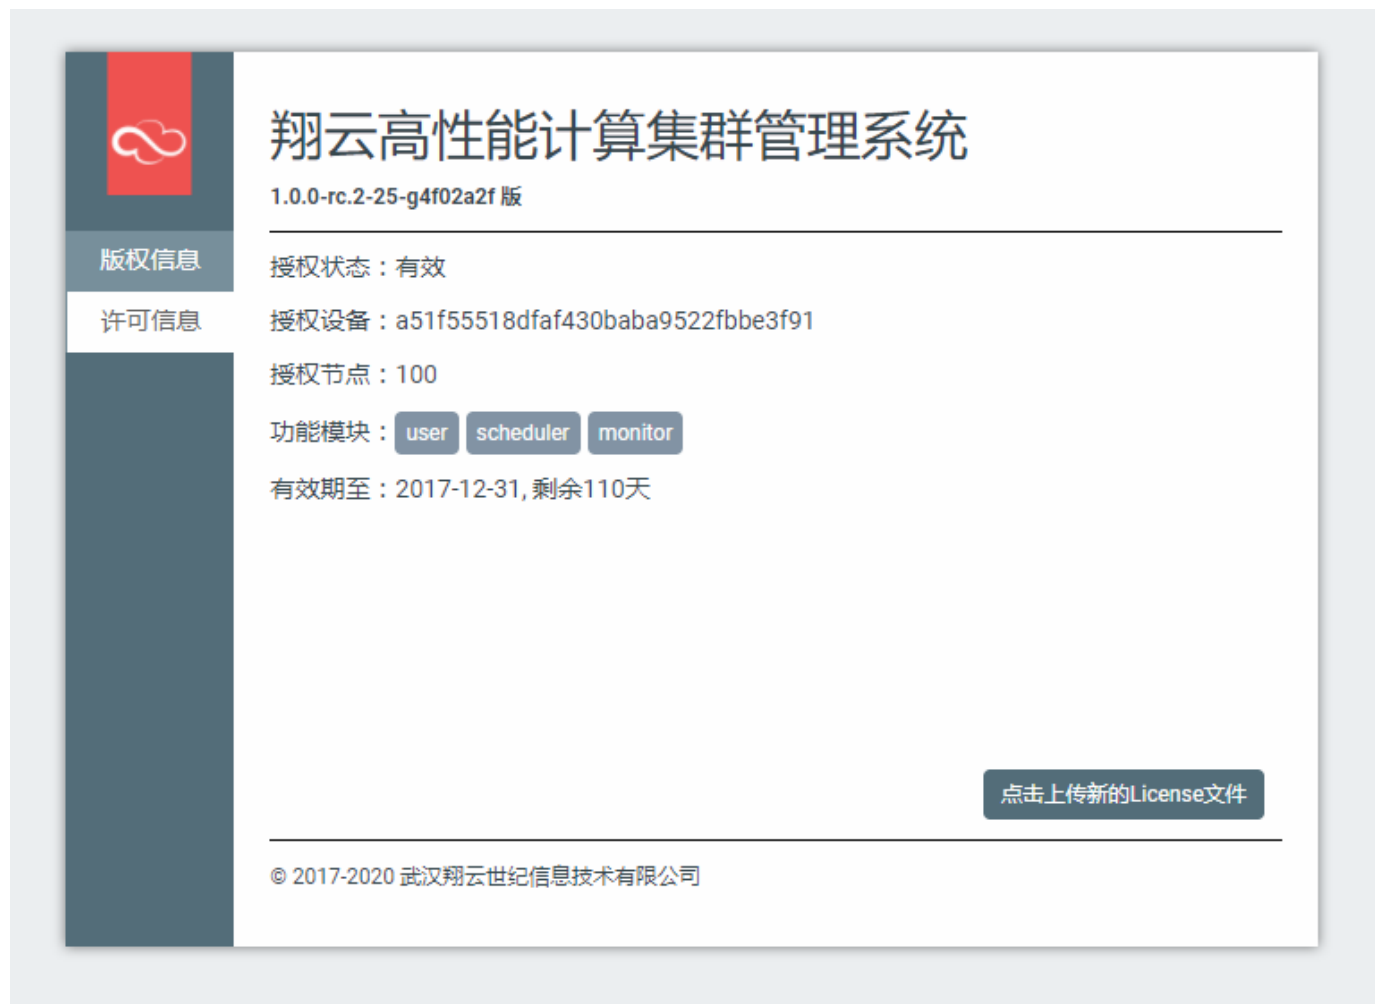 翔云高性能计算集群管理系统
1.0.0-rc.2-25-g4f02a2f 版
版权信息
许可信息
授权状态：有效
授权设备：a51f55518dfaf430baba9522fbbe3f91
授权节点：100
功能模块： user scheduler monitor
有效期至：2017-12-31, 剩余110天
点击上传新的License文件
© 2017-2020 武汉翔云世纪信息技术有限公司